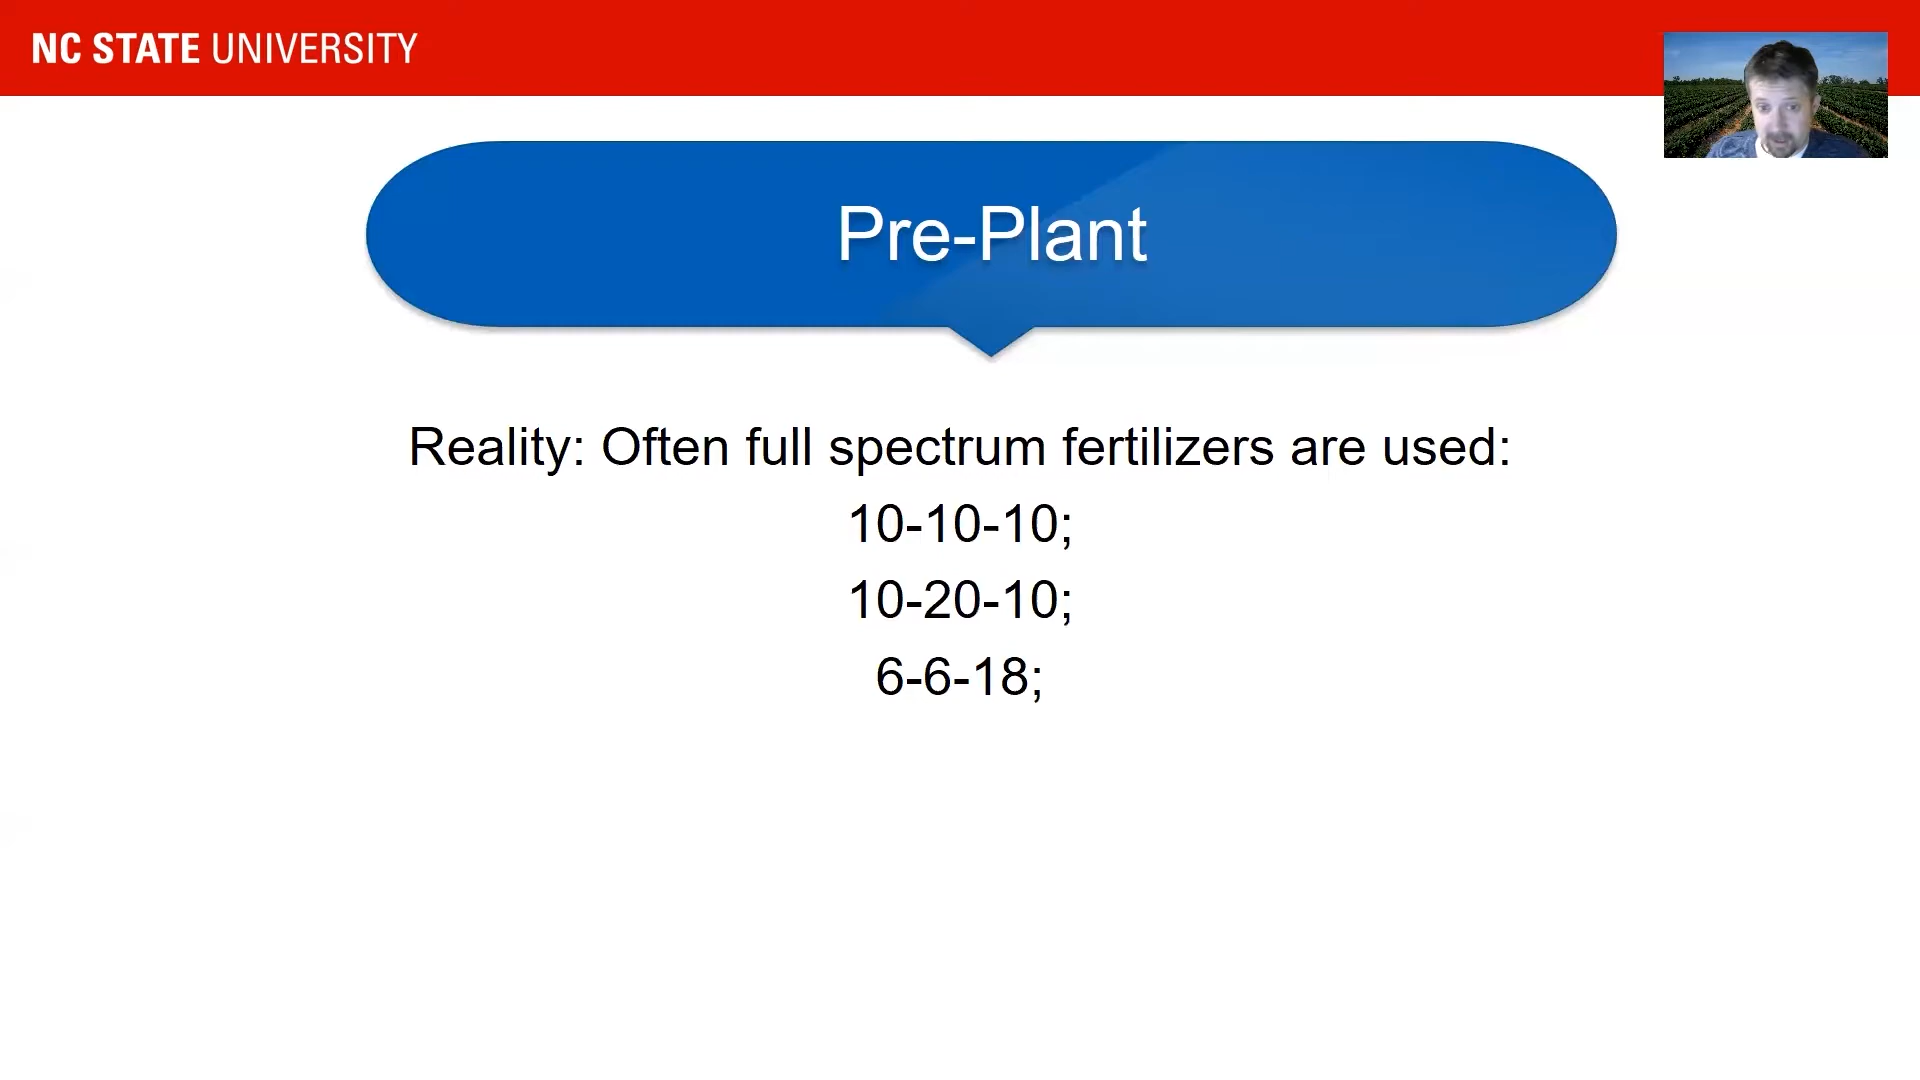 NC STATE UNIVERSITY
Pre-Plant
Reality: Often full spectrum fertilizers are used:
10-10-10;
10-20-10;
6-6-18;